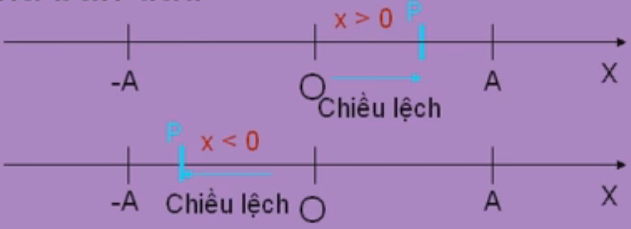 x > 0 P
-A O A X
Chiều lệch
P x < 0
-A Chiều lệch O A X